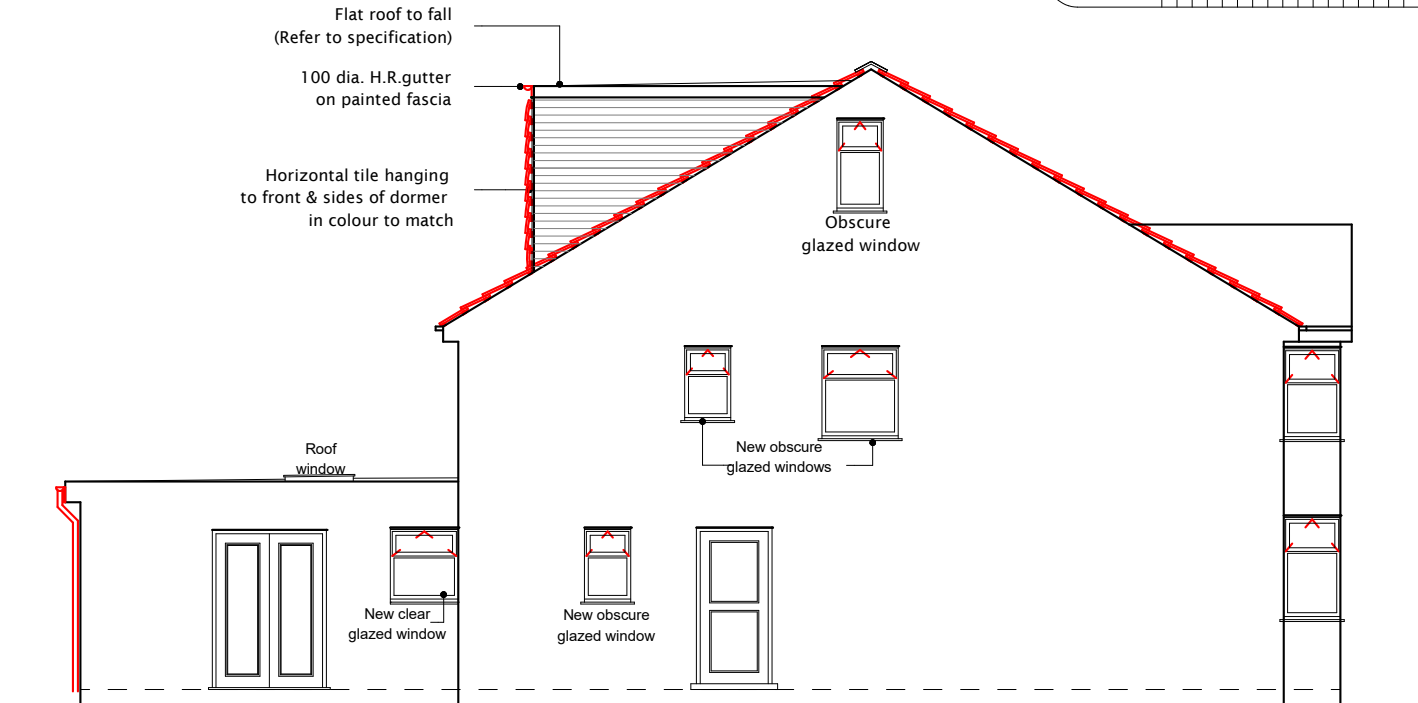 Flat roof to fall
(Refer to specification)
100 dia. H.R.gutter
on painted fascia
Horizontal tile hanging
to front & sides of dormer
in colour to match
Obscure
glazed window
New obscure
glazed windows
Roof
window
New clear
glazed window
New obscure
glazed window